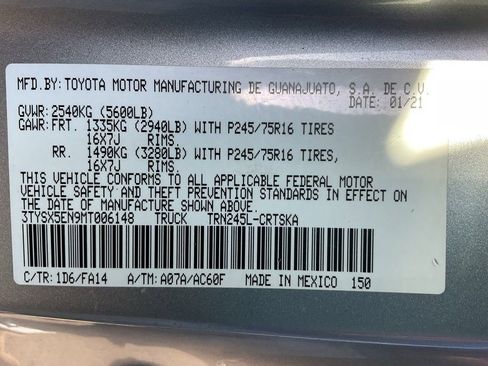 MFD.BY:TOYOTA MOTOR MANUFACTURING DE GUANAJUATO, S.A. DE C.V.
DATE: 01/21
GVWR: 2540KG (5600LB)
GAWR: FRT. 1335KG (2940LB) WITH P245/75R16 TIRES
16X7J RIMS.
RR. 1490KG (3280LB) WITH P245/75R16 TIRES,
16X7J RIMS.
THIS VEHICLE CONFORMS TO ALL APPLICABLE FEDERAL MOTOR
VEHICLE SAFETY AND THEFT PREVENTION STANDARDS IN EFFECT ON
THE DATE OF MANUFACTURE SHOWN ABOVE.
3TYSX5EN9MT006148 TRUCK TRN245L-CRTSKA
C/TR: 1D6/FA14 A/TM: A07A/AC60F MADE IN MEXICO 150